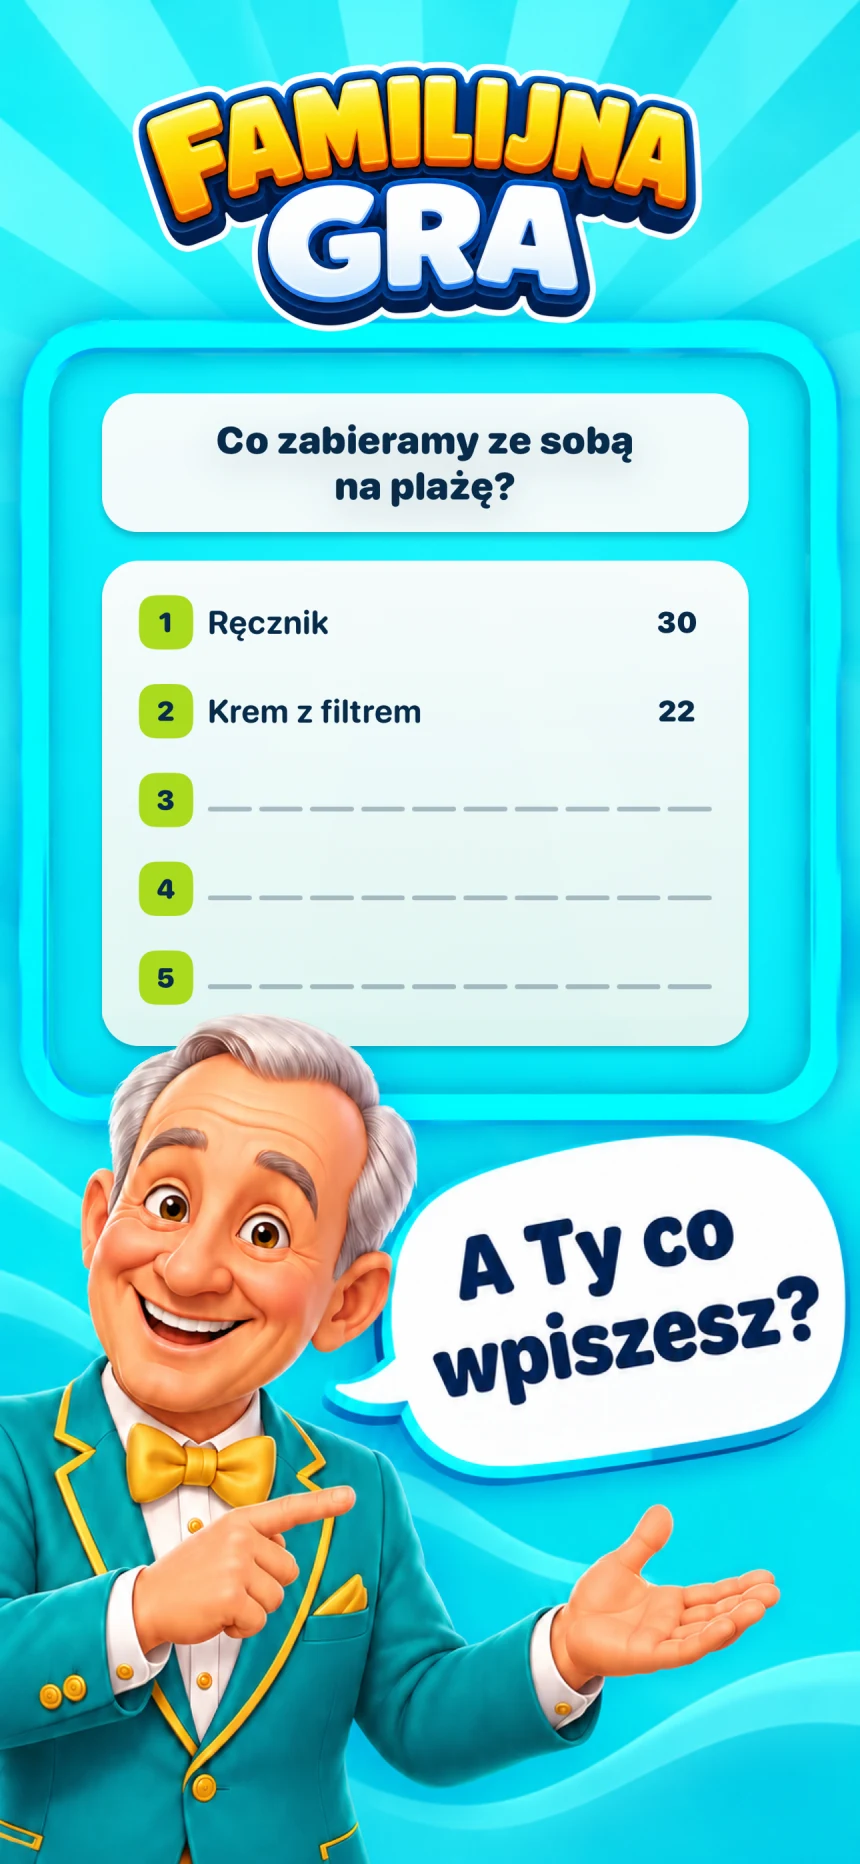 FAMILIJNA
GRA
Co zabieramy ze sobą
na plażę?
1 Ręcznik 30
2 Krem z filtrem 22
3
4
5
A Ty co
wpiszesz?